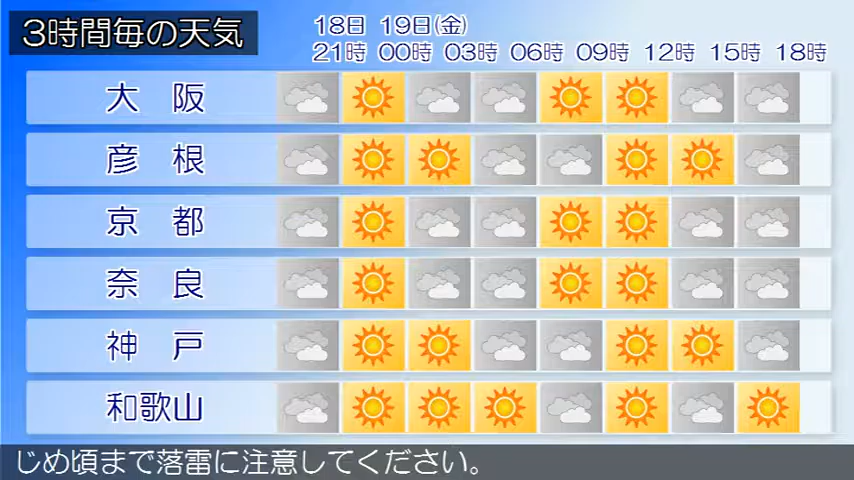 3時間毎の天気
18日 19日(金)
21時 00時 03時 06時 09時 12時 15時 18時
大阪
彦根
京都
奈良
神戸
和歌山
じめ頃まで落雷に注意してください。